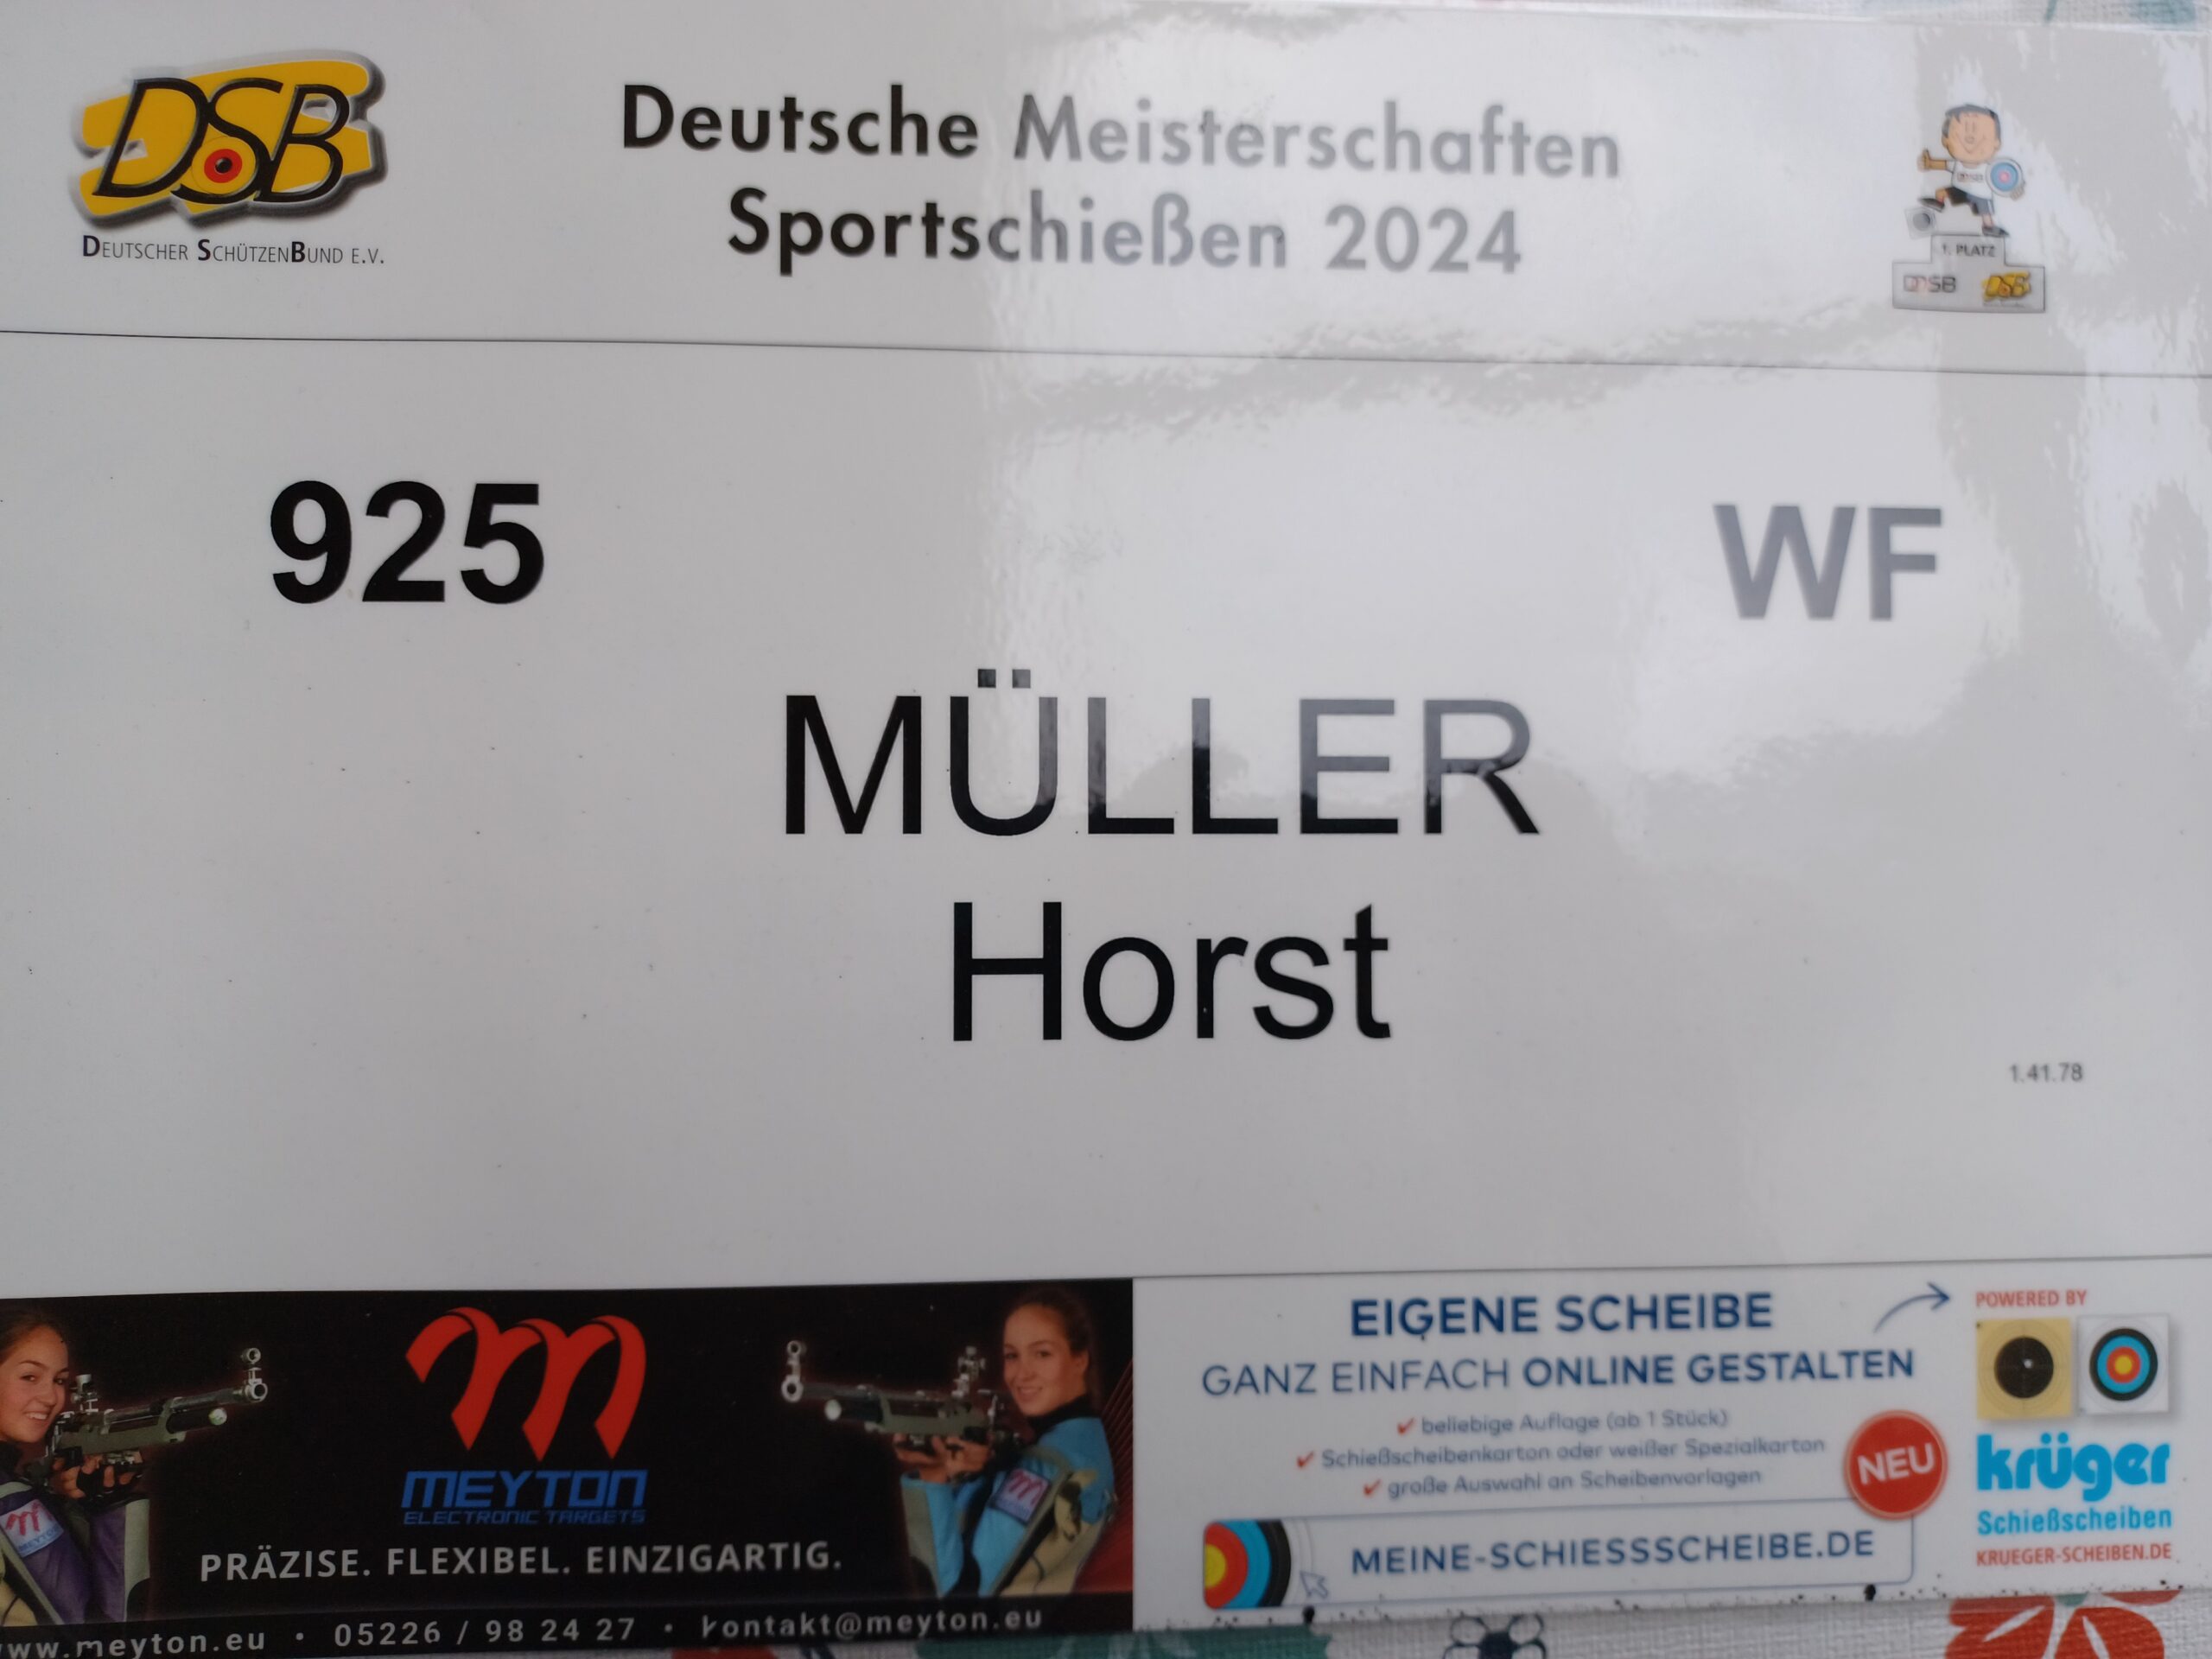 DSB
DEUTSCHER SCHÜTZENBUND E.V.
Deutsche Meisterschaften
Sportschießen 2024
1. PLATZ
DSB
925
WF
MÜLLER
Horst
1.41.78
MEYTON
ELECTRONIC TARGETS
PRÄZISE. FLEXIBEL. EINZIGARTIG.
www.meyton.eu • 05226 / 98 24 27 • kontakt@meyton.eu
EIGENE SCHEIBE
GANZ EINFACH ONLINE GESTALTEN
✓ beliebige Auflage (ab 1 Stück)
✓ Schießscheibenkarton oder weißer Spezialkarton
✓ große Auswahl an Scheibenvorlagen
NEU
MEINE-SCHIESSSCHEIBE.DE
POWERED BY
krüger
Schießscheiben
KRUEGER-SCHEIBEN.DE